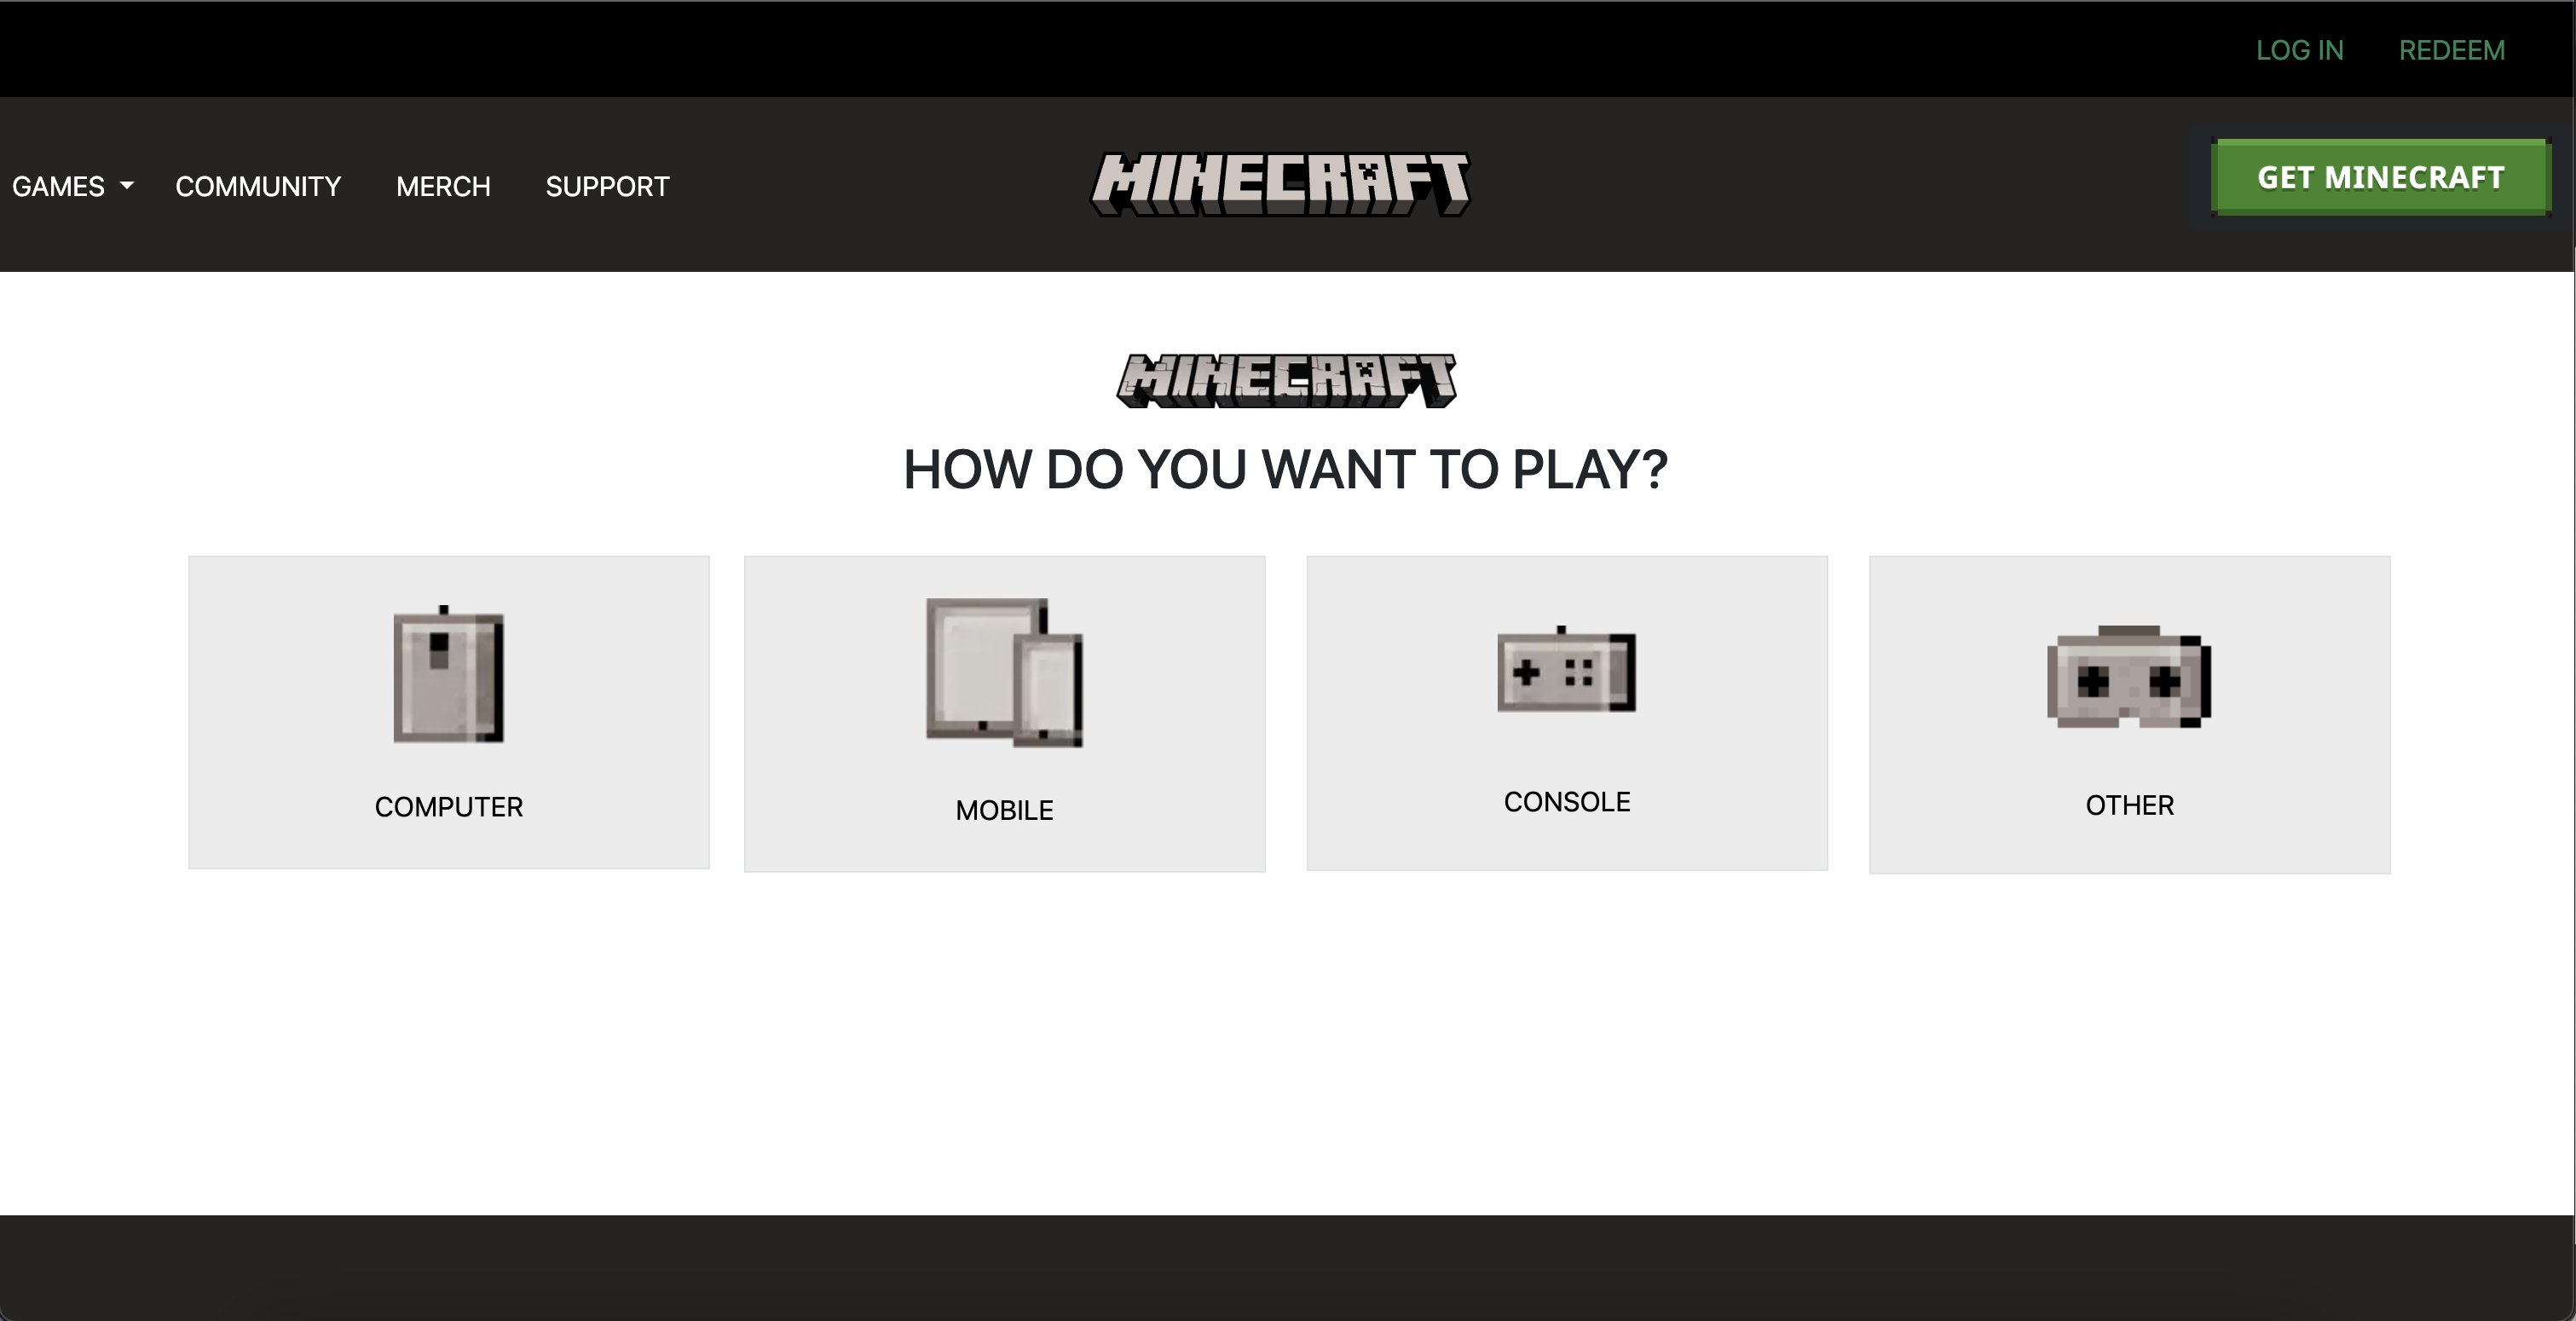 LOG IN REDEEM
GAMES COMMUNITY MERCH SUPPORT MINECRAFT GET MINECRAFT
MINECRAFT
HOW DO YOU WANT TO PLAY?
COMPUTER MOBILE CONSOLE OTHER